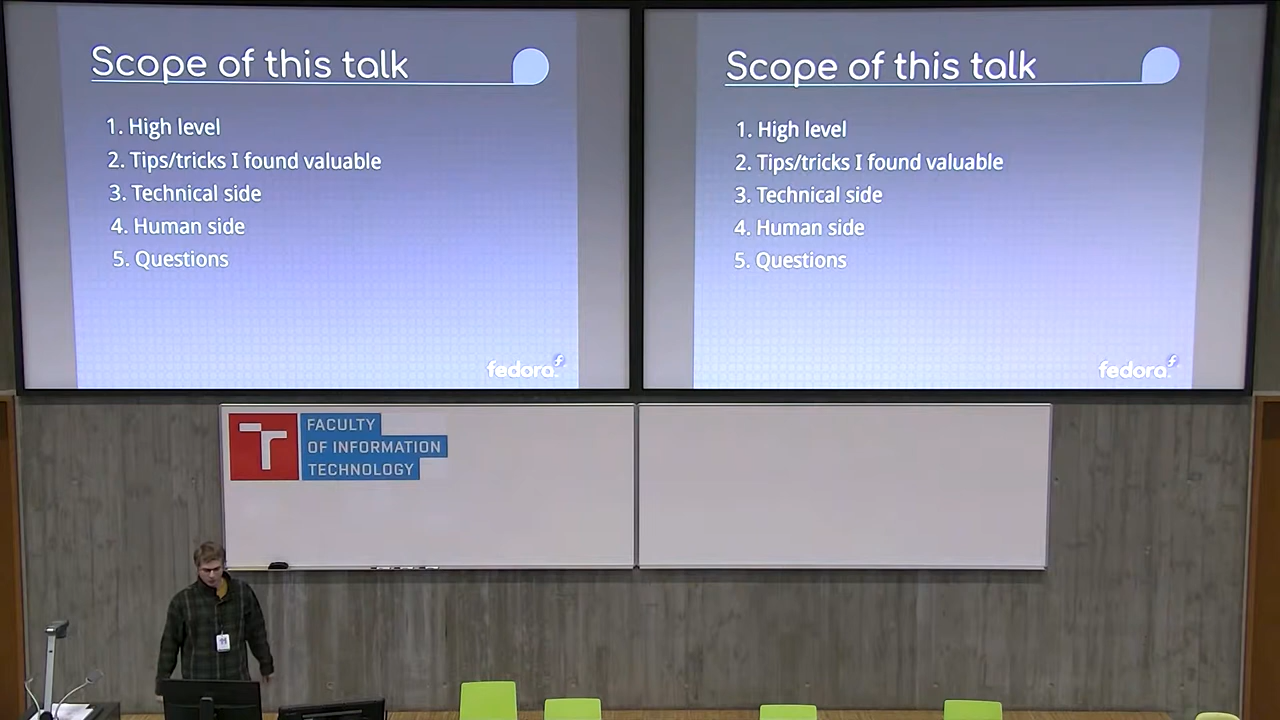 Scope of this talk
1. High level
2. Tips/tricks I found valuable
3. Technical side
4. Human side
5. Questions
fedora
Scope of this talk
1. High level
2. Tips/tricks I found valuable
3. Technical side
4. Human side
5. Questions
fedora
FACULTY
OF INFORMATION
TECHNOLOGY